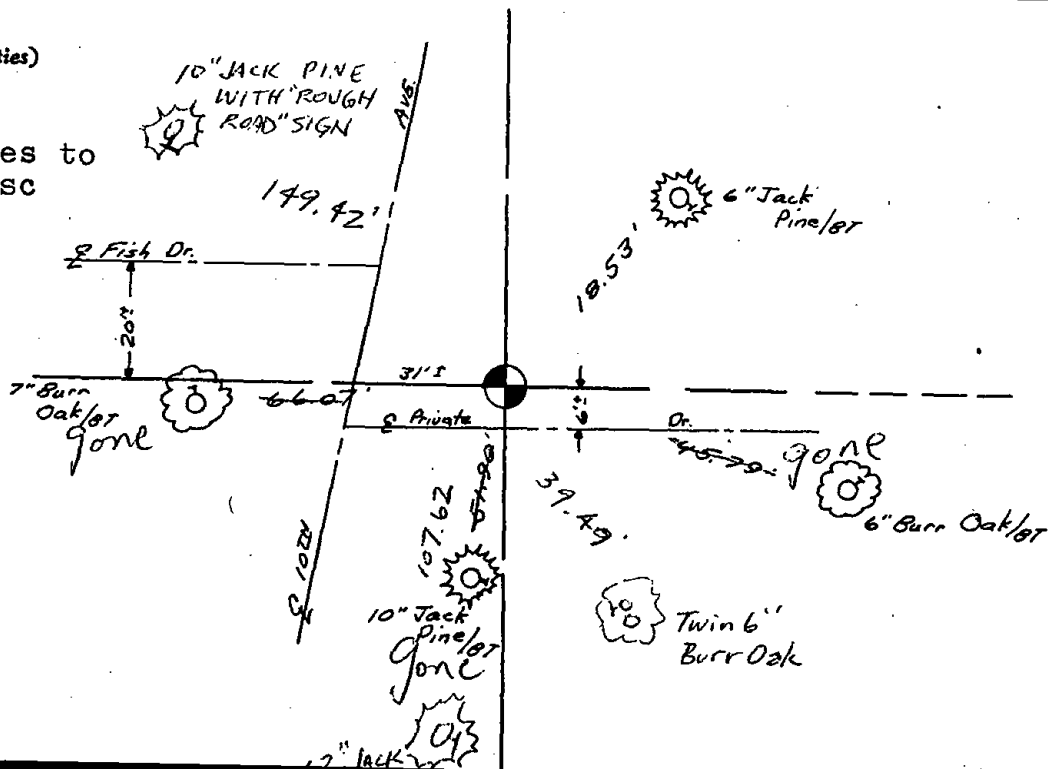 ties)
10" JACK PINE
WITH "ROUGH
ROAD" SIGN
AVE.
es to
sc
149.42'
6" Jack
Pine/BT
18.53'
℄ Fish Dr.
20'±
7" Burr
Oak/BT
gone
66.07'
31'±
6'±
℄ Private Dr.
45.79
gone
6" Burr Oak/BT
107.62
39.49'
℄ 10TH
10" Jack
Pine/BT
gone
Twin 6"
Burr Oak
2" JACK